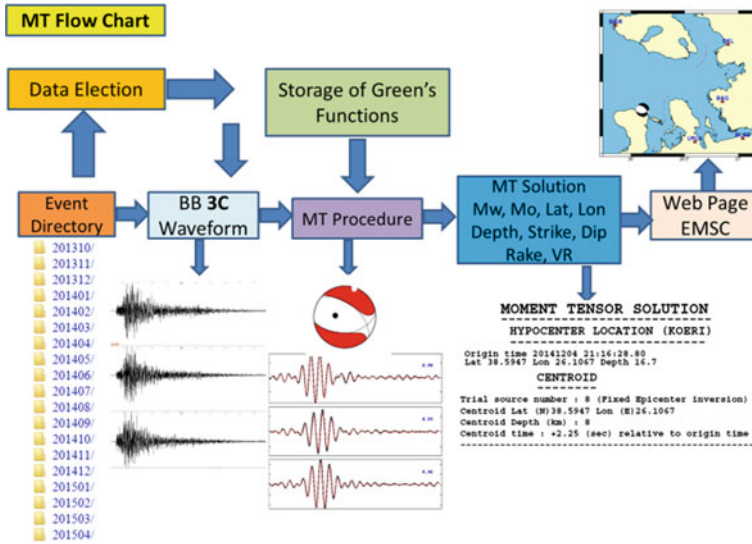 MT Flow Chart
Data Election
Storage of Green's
Functions
Event
Directory
BB 3C
Waveform
MT Procedure
MT Solution
Mw, Mo, Lat, Lon
Depth, Strike, Dip
Rake, VR
Web Page
EMSC
201310/
201311/
201312/
201401/
201402/
201403/
201404/
201405/
201406/
201407/
201408/
201409/
201410/
201411/
201412/
201501/
201502/
201503/
201504/
MOMENT TENSOR SOLUTION
HYPOCENTER LOCATION (KOERI)
Origin time 20141204 21:16:28.80
Lat 38.5947 Lon 26.1067 Depth 16.7
CENTROID
Trial source number : 8 (Fixed Epicenter inversion)
Centroid Lat (N)38.5947 Lon (E)26.1067
Centroid Depth (km) : 8
Centroid time : +2.25 (sec) relative to origin time